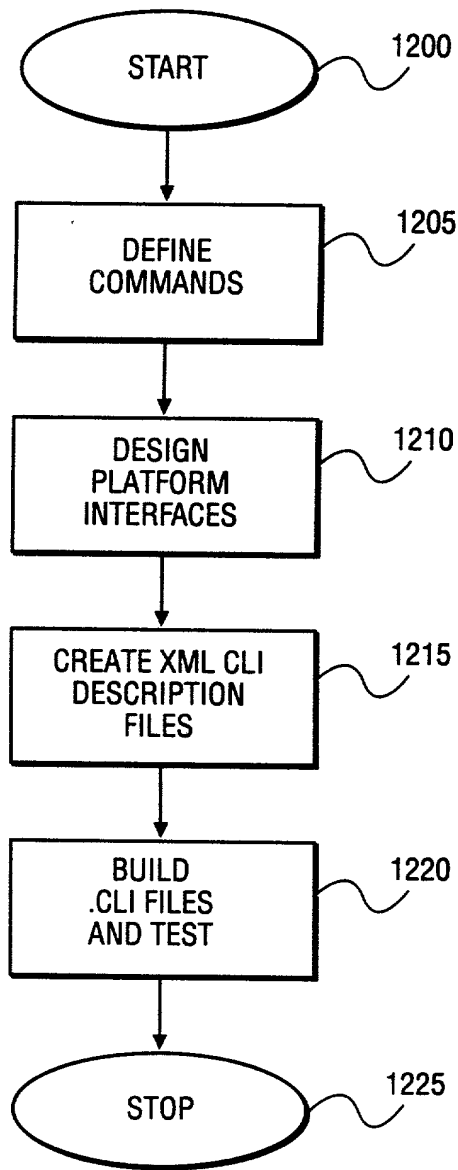 START
1200
DEFINE
COMMANDS
1205
DESIGN
PLATFORM
INTERFACES
1210
CREATE XML CLI
DESCRIPTION
FILES
1215
BUILD
.CLI FILES
AND TEST
1220
STOP
1225